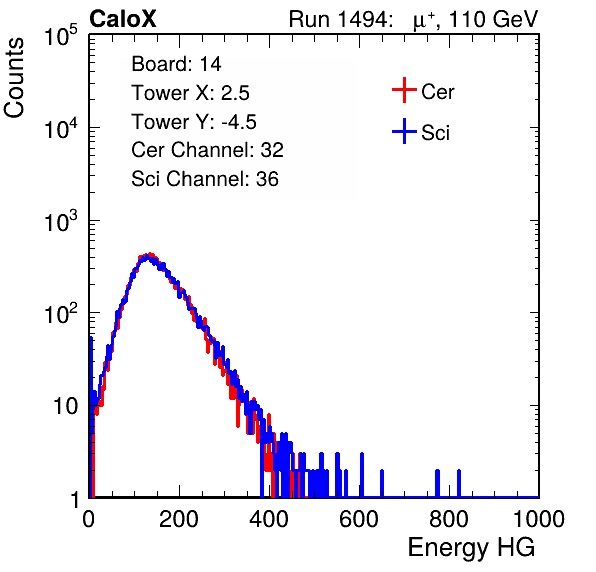 CaloX Run 1494: μ⁺, 110 GeV
Counts
10⁵
10⁴
10³
10²
10
1
Board: 14
Tower X: 2.5
Tower Y: -4.5
Cer Channel: 32
Sci Channel: 36
Cer
Sci
0 200 400 600 800 1000
Energy HG